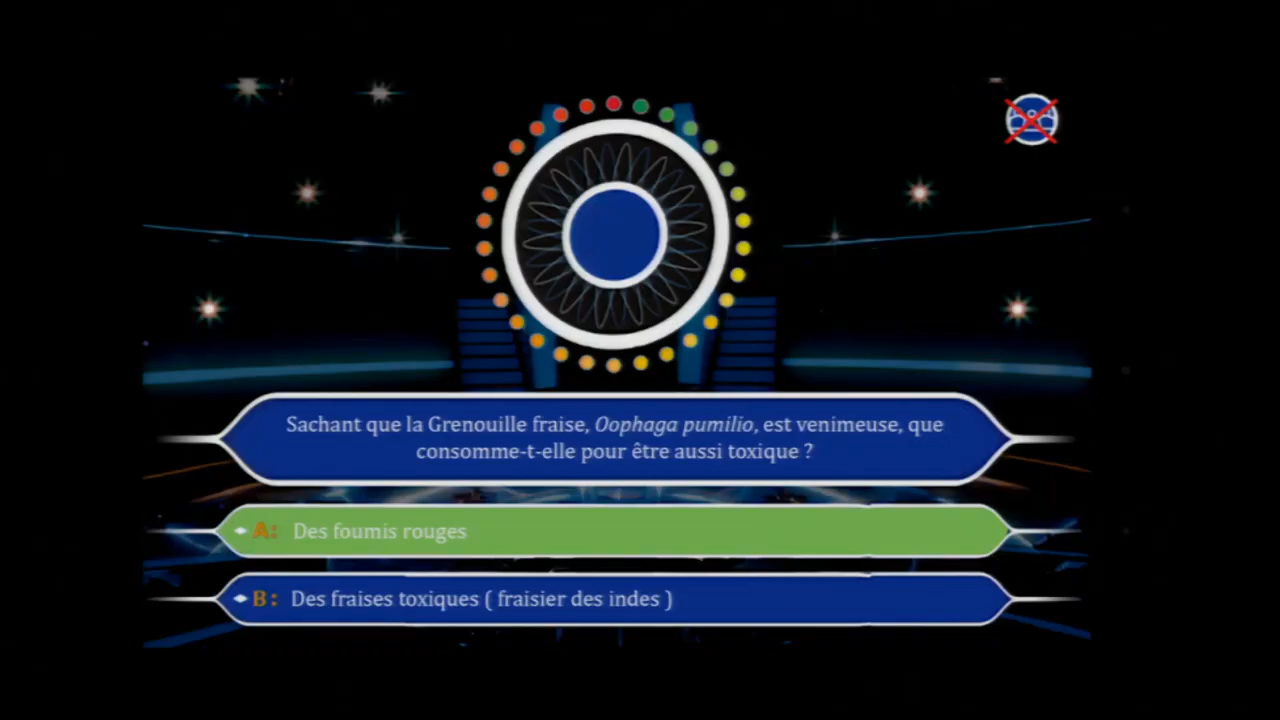 Sachant que la Grenouille fraise, Oophaga pumilio, est venimeuse, que
consomme-t-elle pour être aussi toxique ?
A: Des foumis rouges
B: Des fraises toxiques ( fraisier des indes )